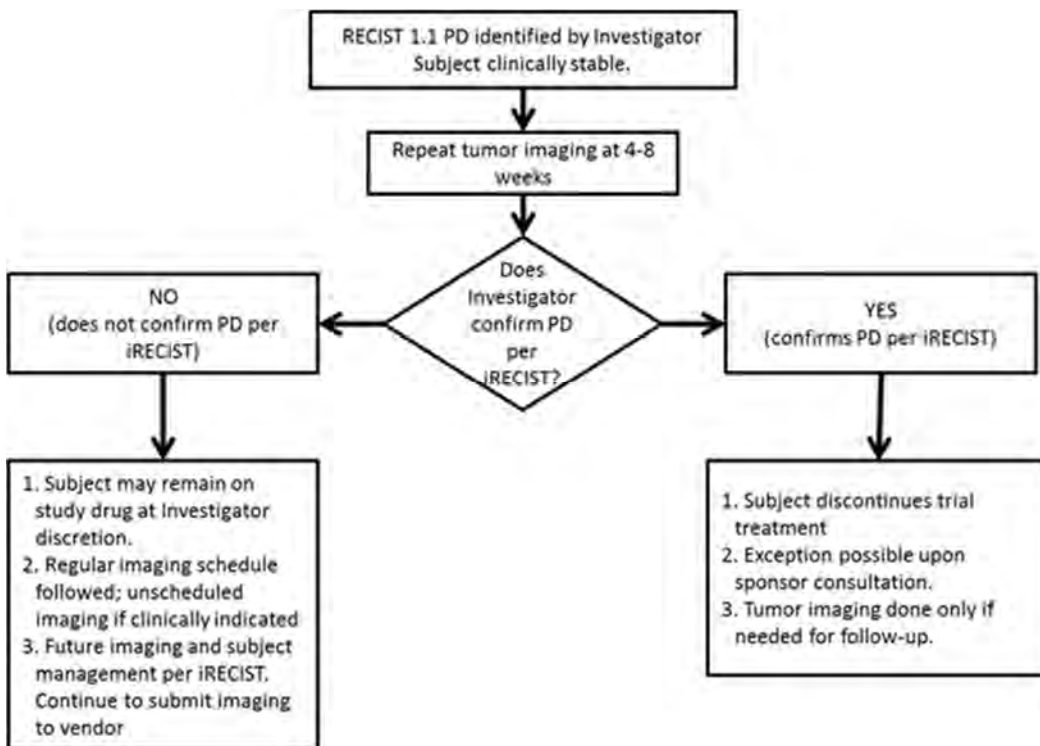 RECIST 1.1 PD identified by Investigator
Subject clinically stable.
Repeat tumor imaging at 4-8
weeks
Does
Investigator
confirm PD
per
iRECIST?
NO
(does not confirm PD per
iRECIST)
YES
(confirms PD per iRECIST)
1. Subject may remain on
study drug at Investigator
discretion.
2. Regular imaging schedule
followed; unscheduled
imaging if clinically indicated
3. Future imaging and subject
management per iRECIST.
Continue to submit imaging
to vendor
1. Subject discontinues trial
treatment
2. Exception possible upon
sponsor consultation.
3. Tumor imaging done only if
needed for follow-up.